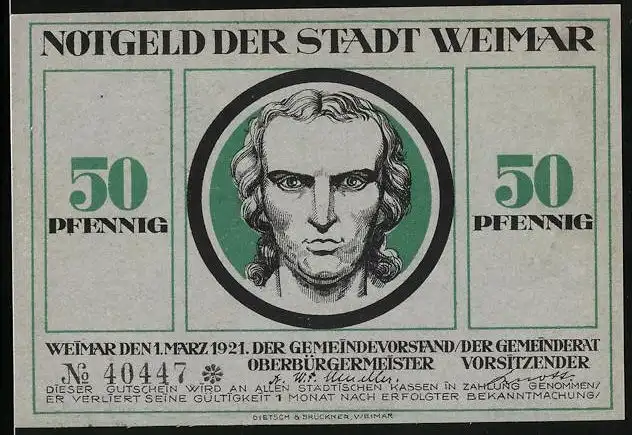 NOTGELD DER STADT WEIMAR
50
PFENNIG
50
PFENNIG
WEIMAR DEN 1. MÄRZ 1921. DER GEMEINDEVORSTAND/DER GEMEINDERAT
OBERBÜRGERMEISTER VORSITZENDER
№ 40447
DIESER GUTSCHEIN WIRD AN ALLEN STÄDTISCHEN KASSEN IN ZAHLUNG GENOMMEN/
ER VERLIERT SEINE GÜLTIGKEIT 1 MONAT NACH ERFOLGTER BEKANNTMACHUNG/
DIETSCH & BRÜCKNER, WEIMAR